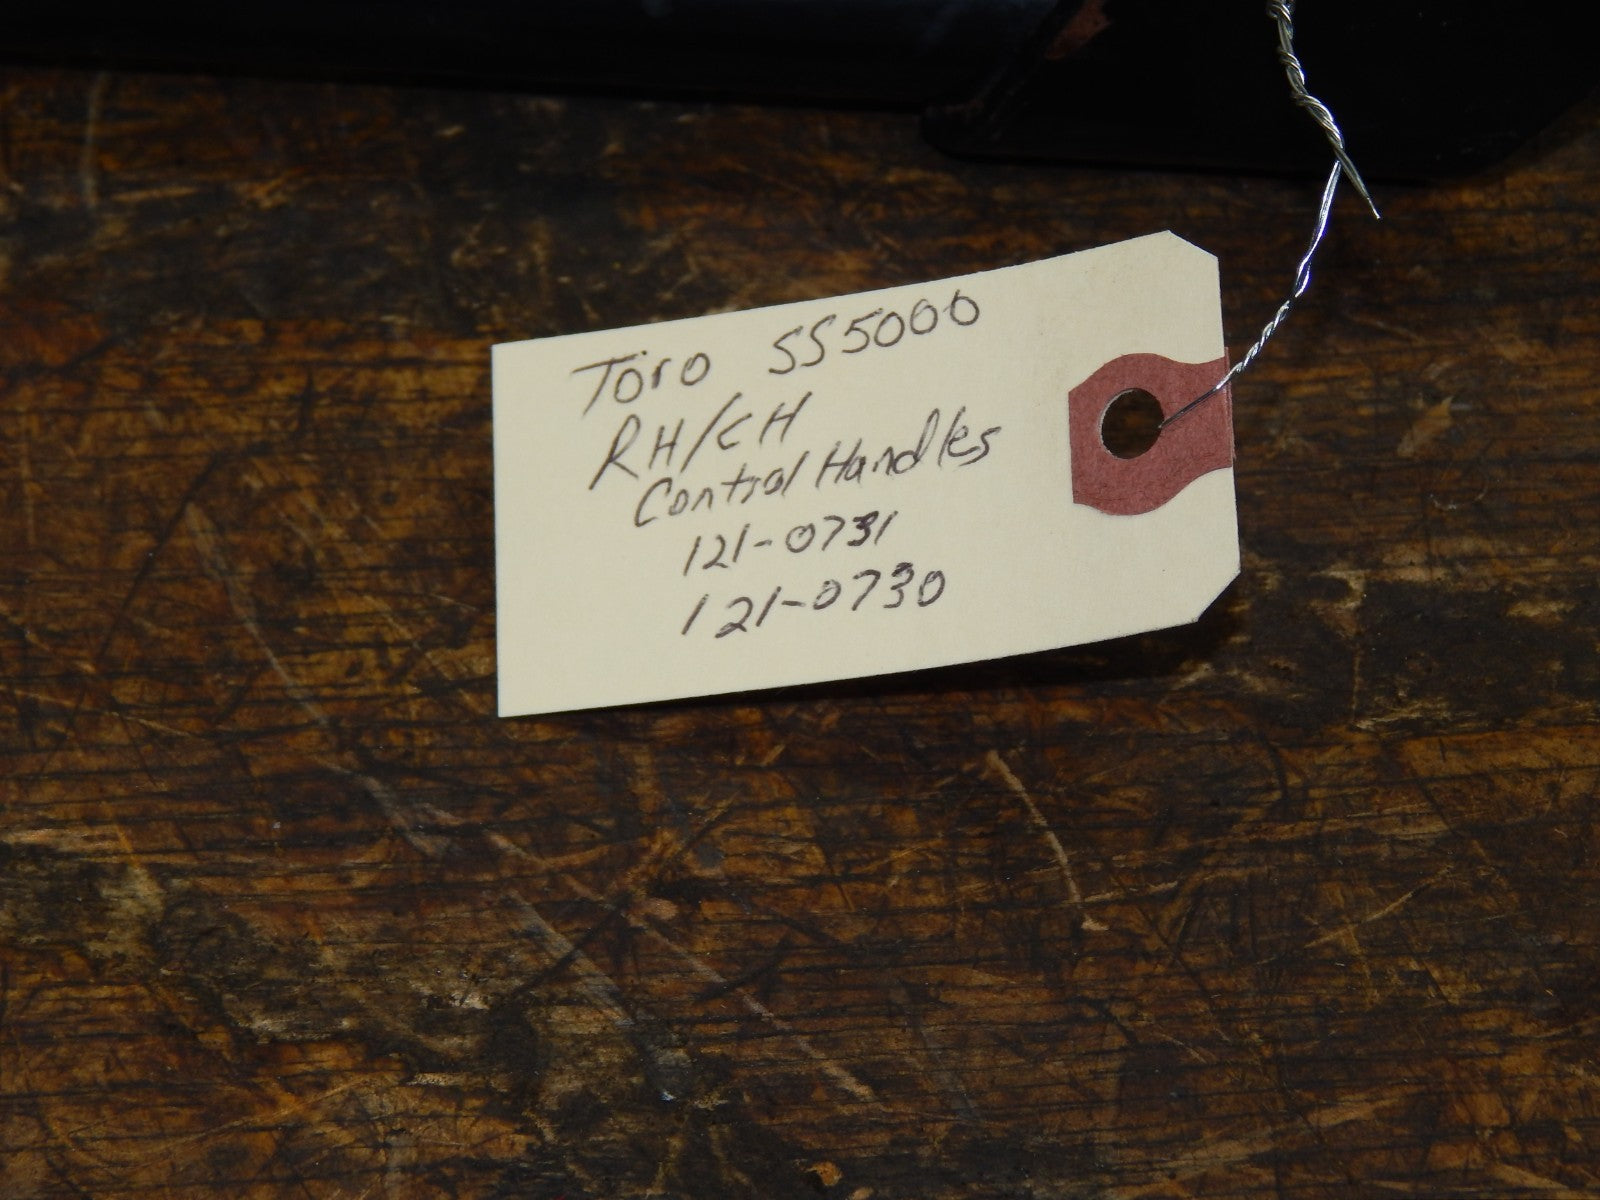 Toro SS5000
RH/LH
Control Handles
121-0731
121-0730